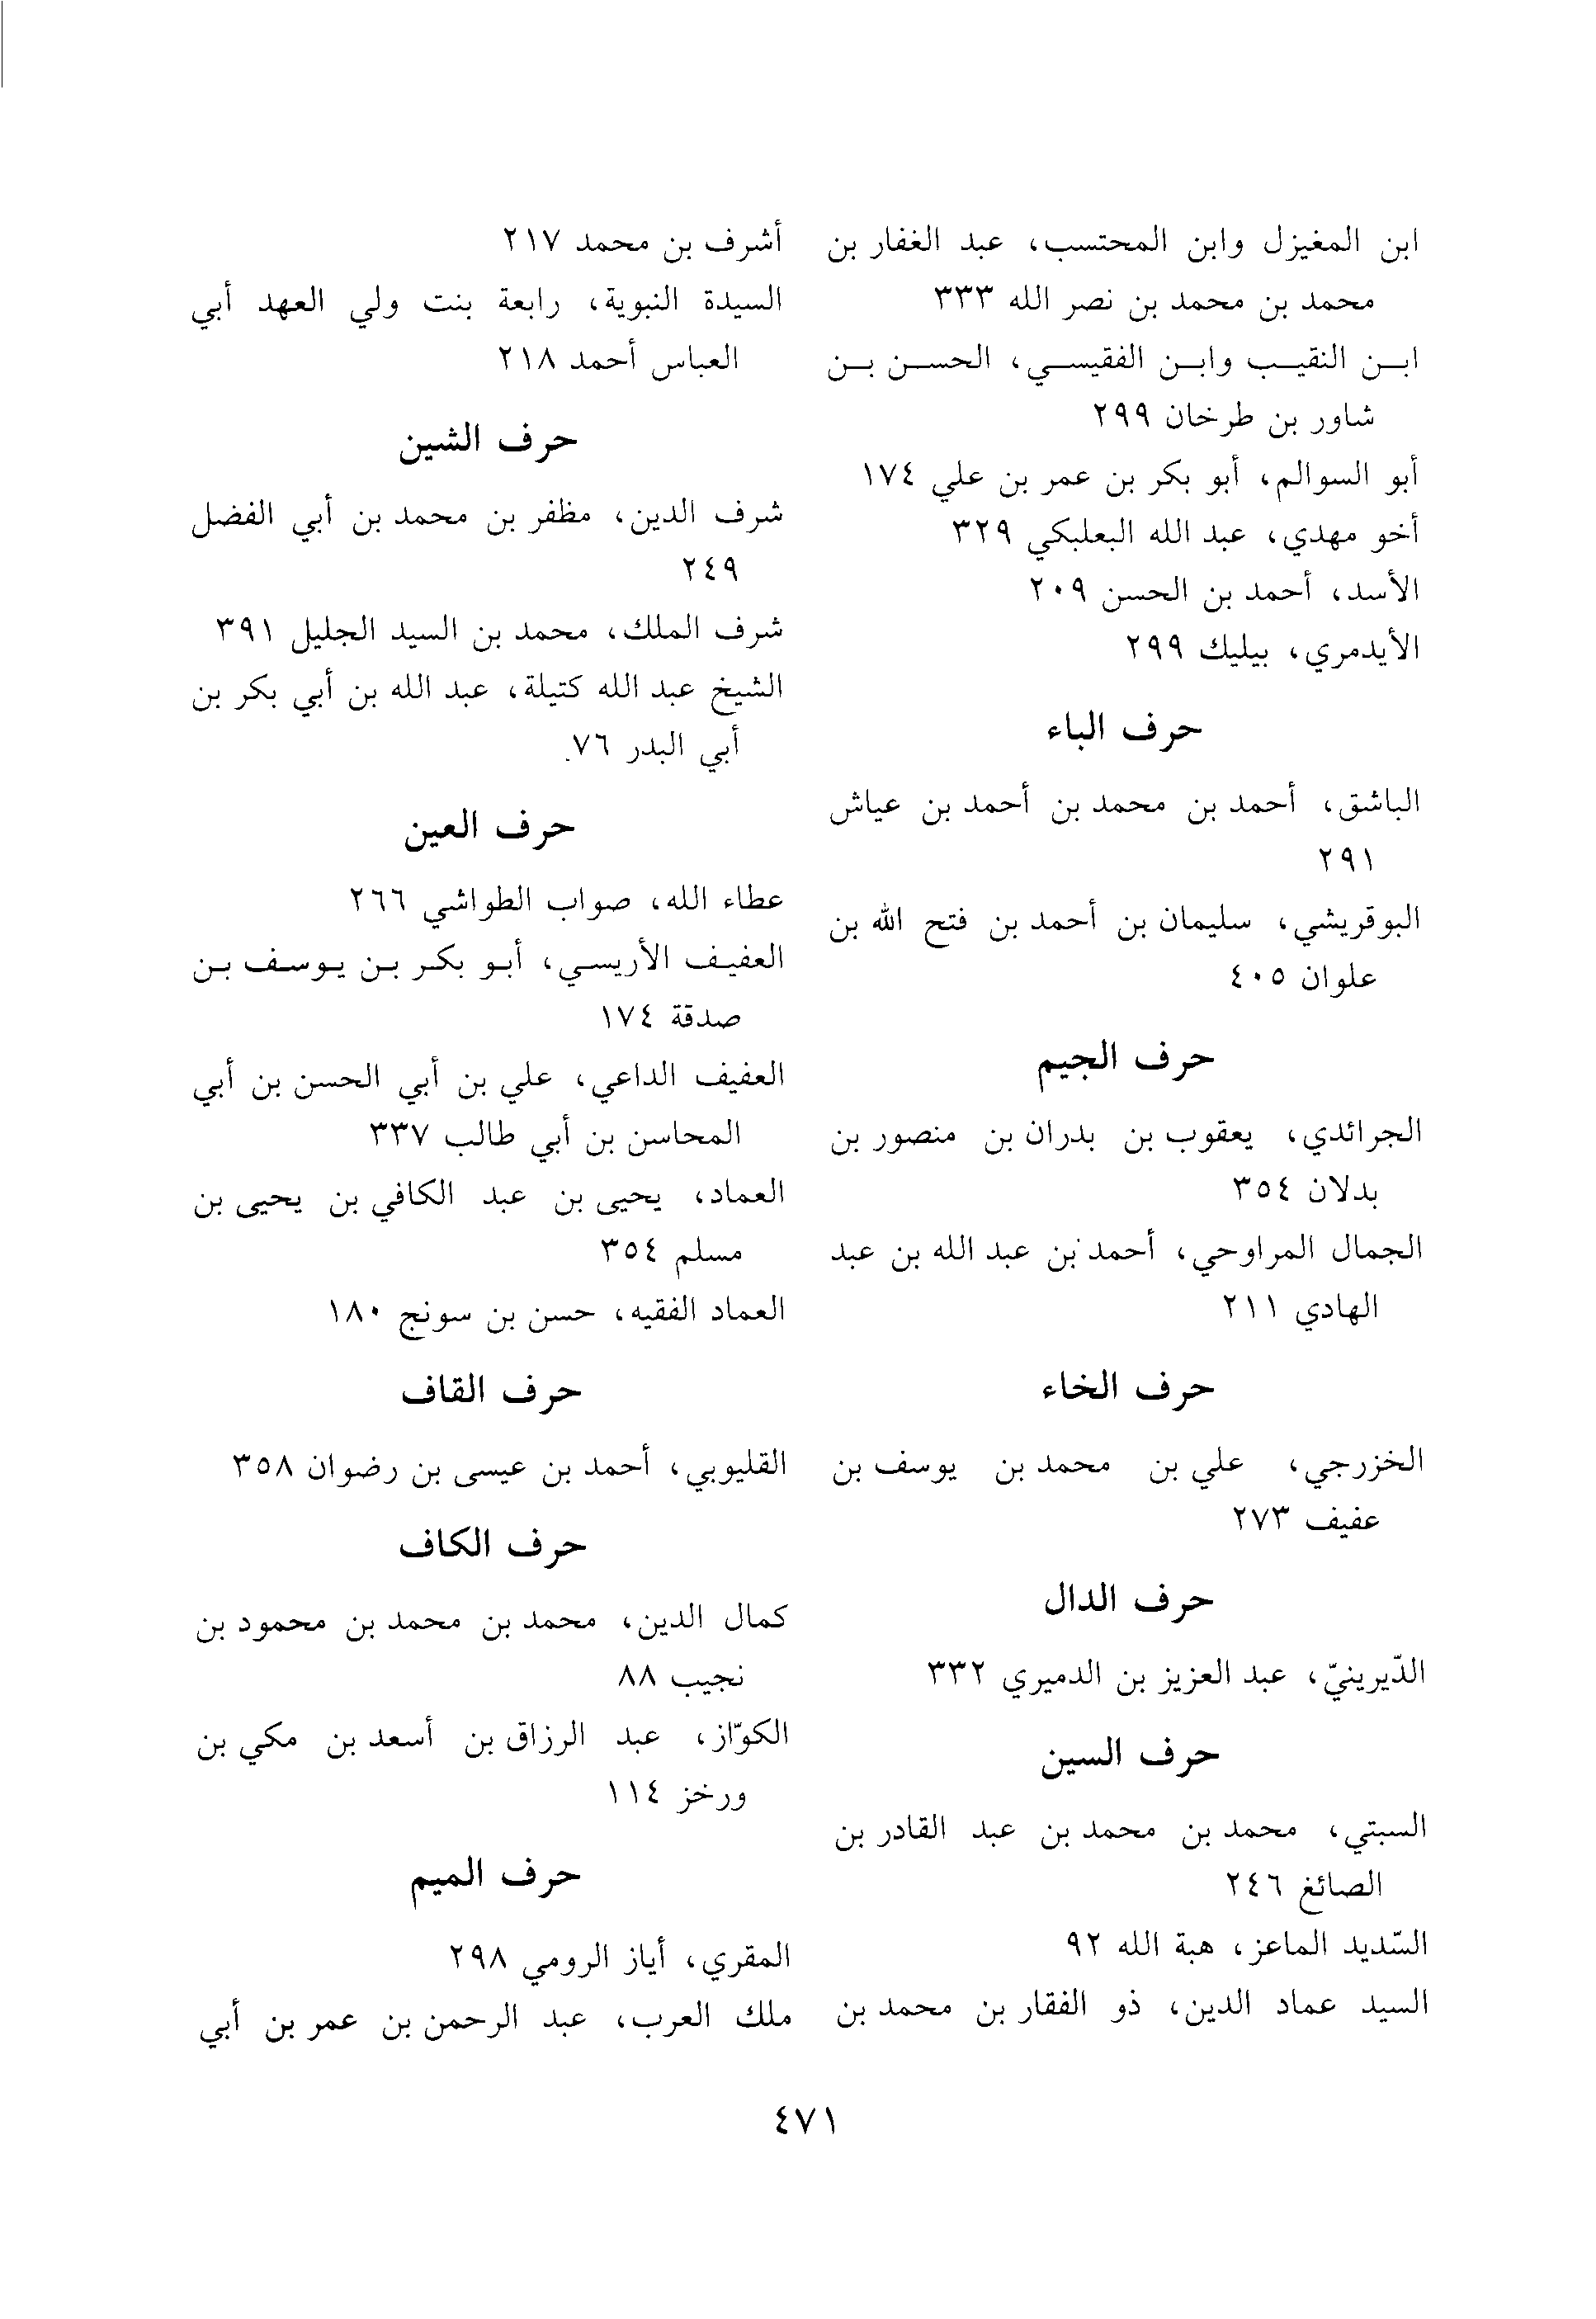 ابن المغيزل وابن المحتسب، عبد الغفار بن
محمد بن محمد بن نصر الله ٣٣٣
ابن النقيب وابن الفقيسي، الحسن بن
شاور بن طرخان ٢٩٩
أبو السوالم، أبو بكر بن عمر بن علي ١٧٤
أخو مهدي، عبد الله البعلبكي ٣٢٩
الأسد، أحمد بن الحسن ٢٠٩
الأيدمري، بيليك ٢٩٩
حرف الباء
الباشق، أحمد بن محمد بن أحمد بن عياش
٢٩١
البوقريشي، سليمان بن أحمد بن فتح الله بن
علوان ٤٠٥
حرف الجيم
الجرائدي، يعقوب بن بدران بن منصور بن
بدلان ٣٥٤
الجمال المراوحي، أحمد بن عبد الله بن عبد
الهادي ٢١١
حرف الخاء
الخزرجي، علي بن محمد بن يوسف بن
عفيف ٢٧٣
حرف الدال
الدّيرينيّ، عبد العزيز بن الدميري ٣٣٢
حرف السين
السبتي، محمد بن محمد بن عبد القادر بن
الصائغ ٢٤٦
السّديد الماعز، هبة الله ٩٢
السيد عماد الدين، ذو الفقار بن محمد بن
أشرف بن محمد ٢١٧
السيدة النبوية، رابعة بنت ولي العهد أبي
العباس أحمد ٢١٨
حرف الشين
شرف الدين، مظفر بن محمد بن أبي الفضل
٢٤٩
شرف الملك، محمد بن السيد الجليل ٣٩١
الشيخ عبد الله كتيلة، عبد الله بن أبي بكر بن
أبي البدر ٧٦.
حرف العين
عطاء الله، صواب الطواشي ٢٦٦
العفيف الأريسي، أبو بكر بن يوسف بن
صدقة ١٧٤
العفيف الداعي، علي بن أبي الحسن بن أبي
المحاسن بن أبي طالب ٣٣٧
العماد، يحيى بن عبد الكافي بن يحيى بن
مسلم ٣٥٤
العماد الفقيه، حسن بن سونج ١٨٠
حرف القاف
القليوبي، أحمد بن عيسى بن رضوان ٣٥٨
حرف الكاف
كمال الدين، محمد بن محمد بن محمود بن
نجيب ٨٨
الكوّاز، عبد الرزاق بن أسعد بن مكي بن
ورخز ١١٤
حرف الميم
المقري، أياز الرومي ٢٩٨
ملك العرب، عبد الرحمن بن عمر بن أبي
٤٧١